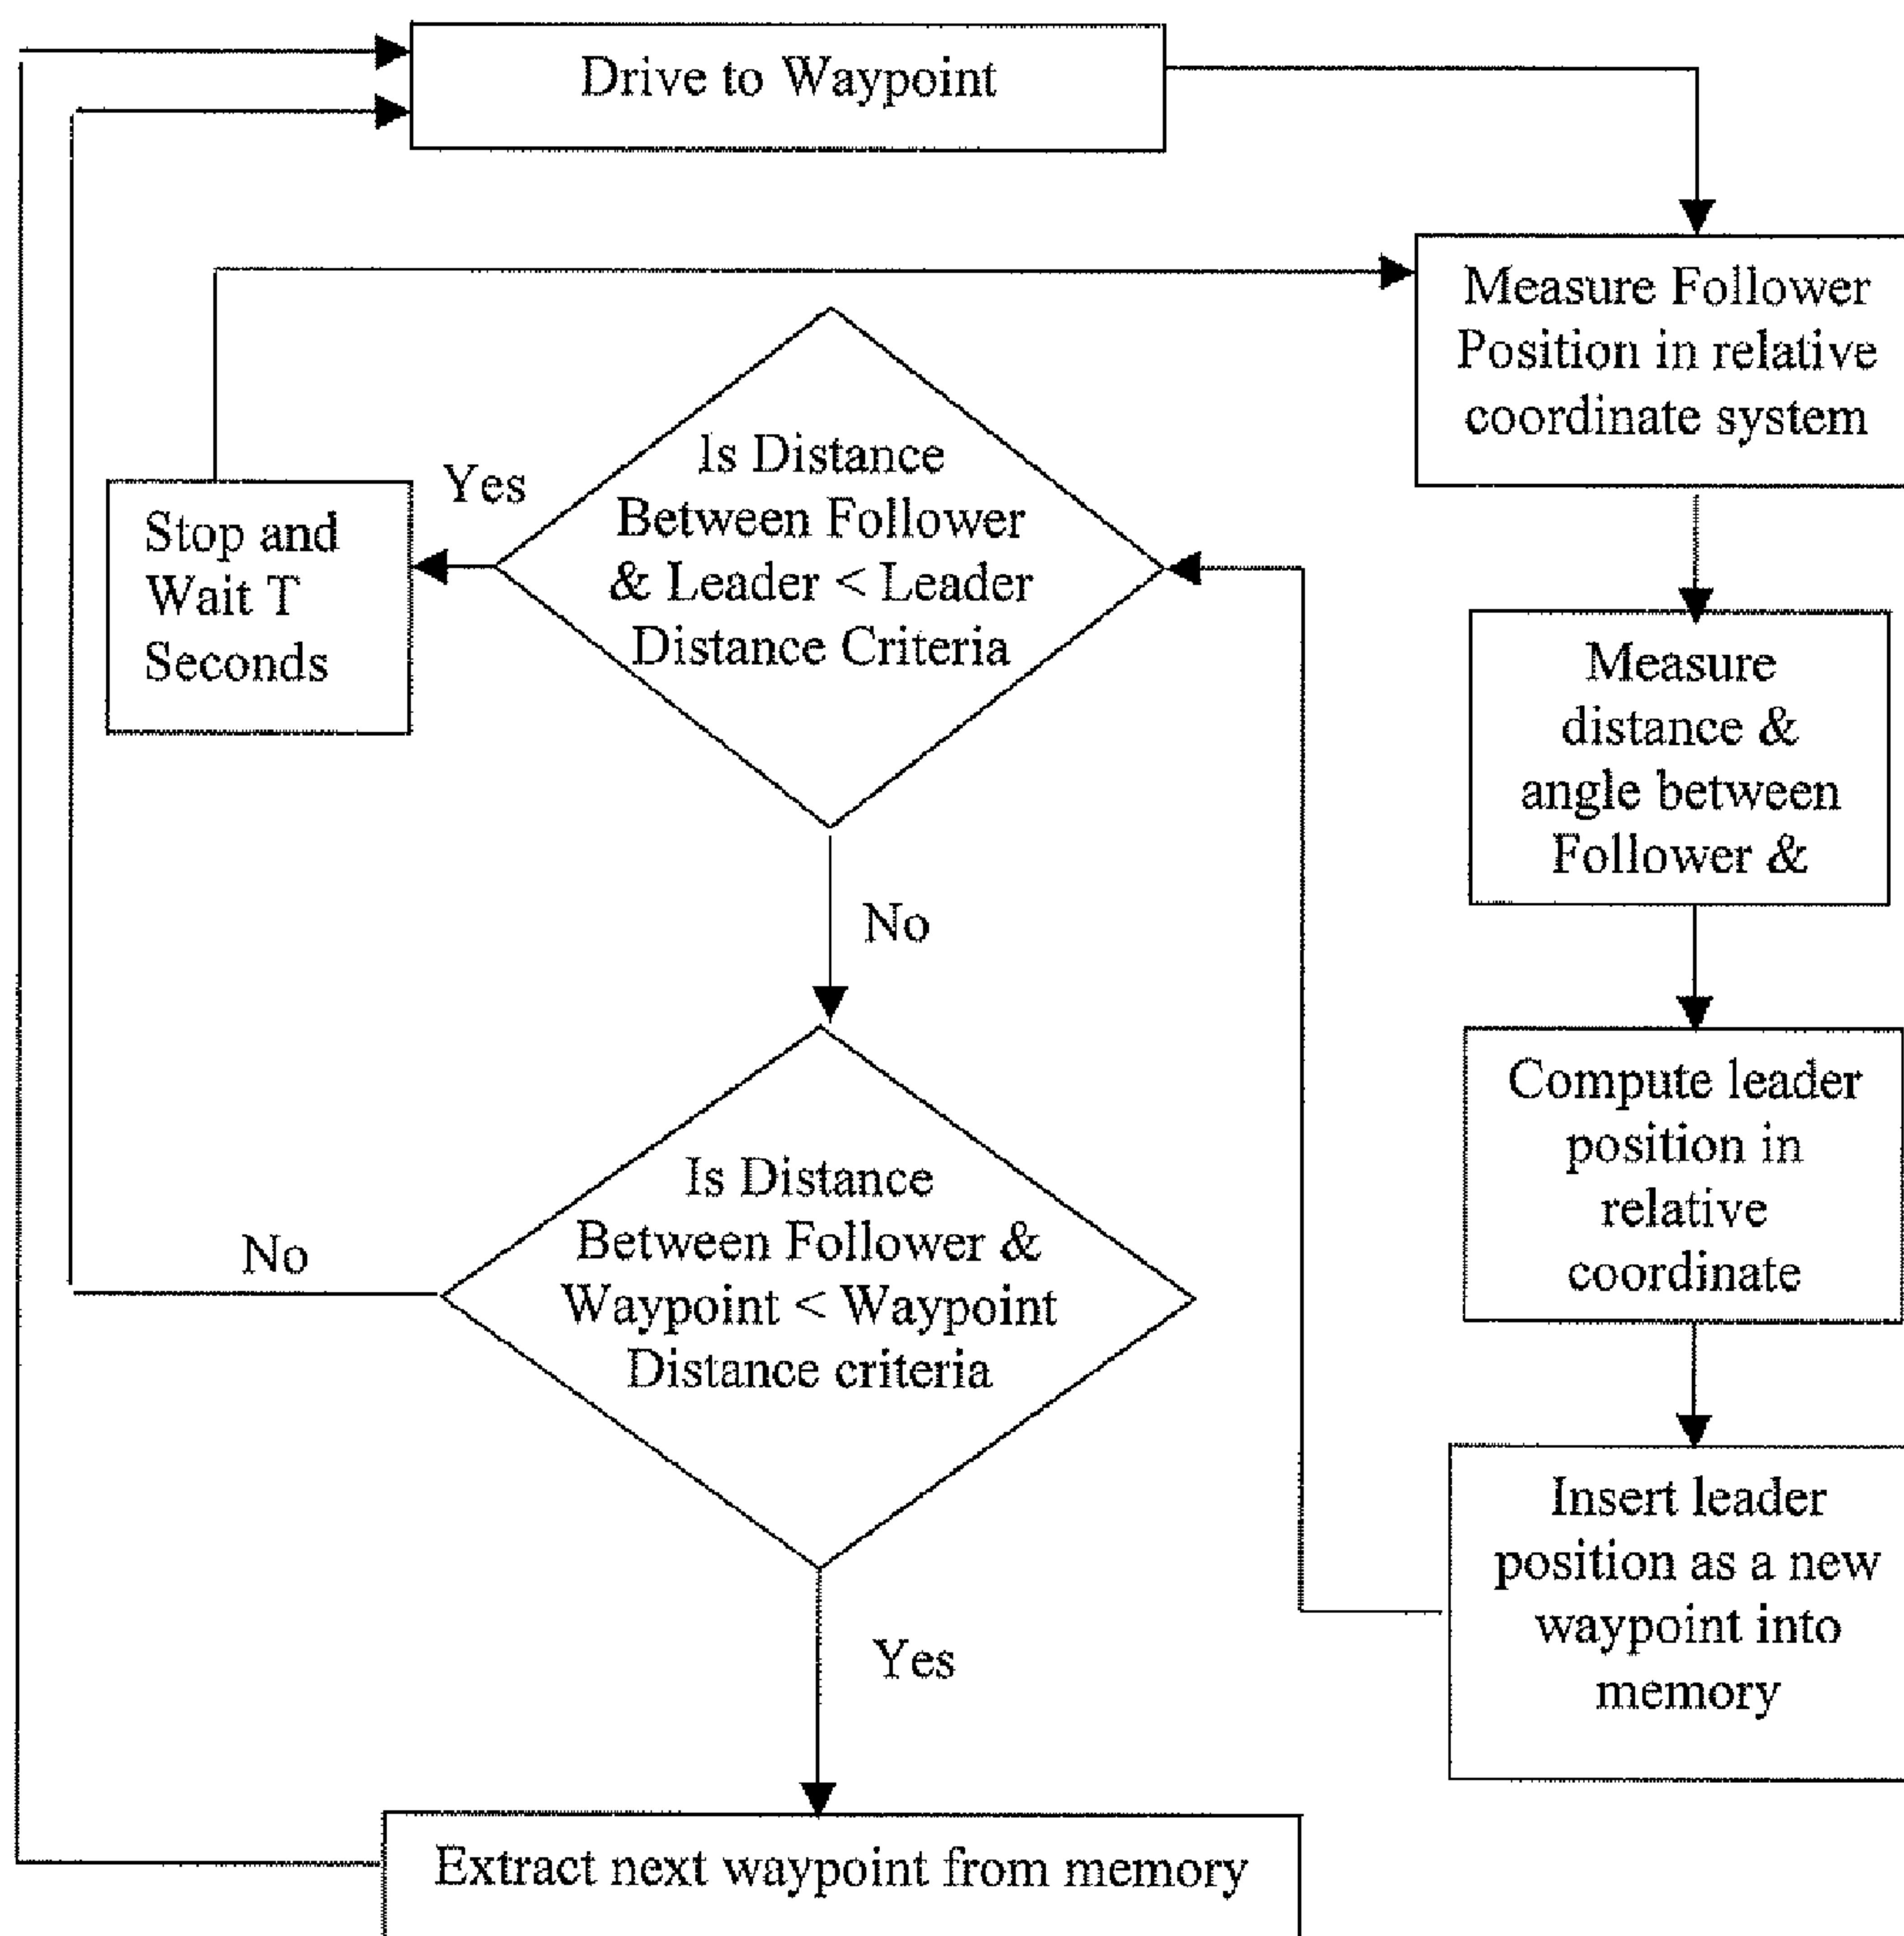 Drive to Waypoint
Measure Follower
Position in relative
coordinate system
Is Distance
Between Follower
& Leader < Leader
Distance Criteria
Yes
Stop and
Wait T
Seconds
Measure
distance &
angle between
Follower &
No
Compute leader
position in
relative
coordinate
Is Distance
Between Follower &
Waypoint < Waypoint
Distance criteria
No
Insert leader
position as a new
waypoint into
memory
Yes
Extract next waypoint from memory